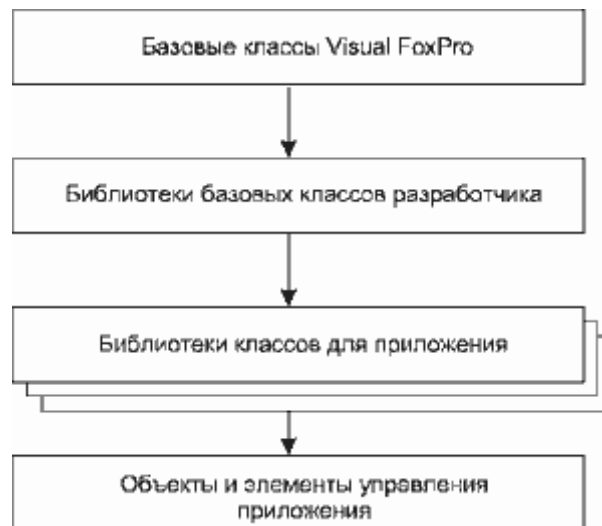 Базовые классы Visual FoxPro
Библиотеки базовых классов разработчика
Библиотеки классов для приложения
Объекты и элементы управления
приложения